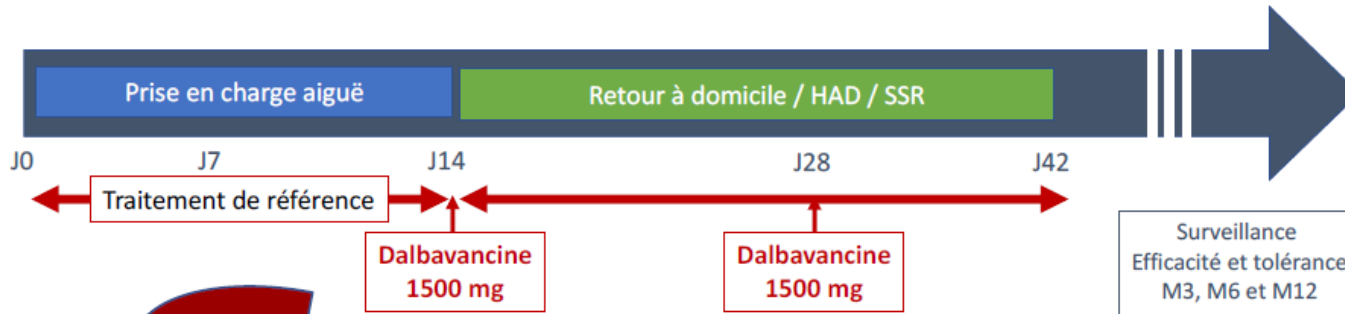 Prise en charge aiguë
Retour à domicile / HAD / SSR
J0
J7
J14
J28
J42
Traitement de référence
Dalbavancine
1500 mg
Dalbavancine
1500 mg
Surveillance
Efficacité et tolérance
M3, M6 et M12